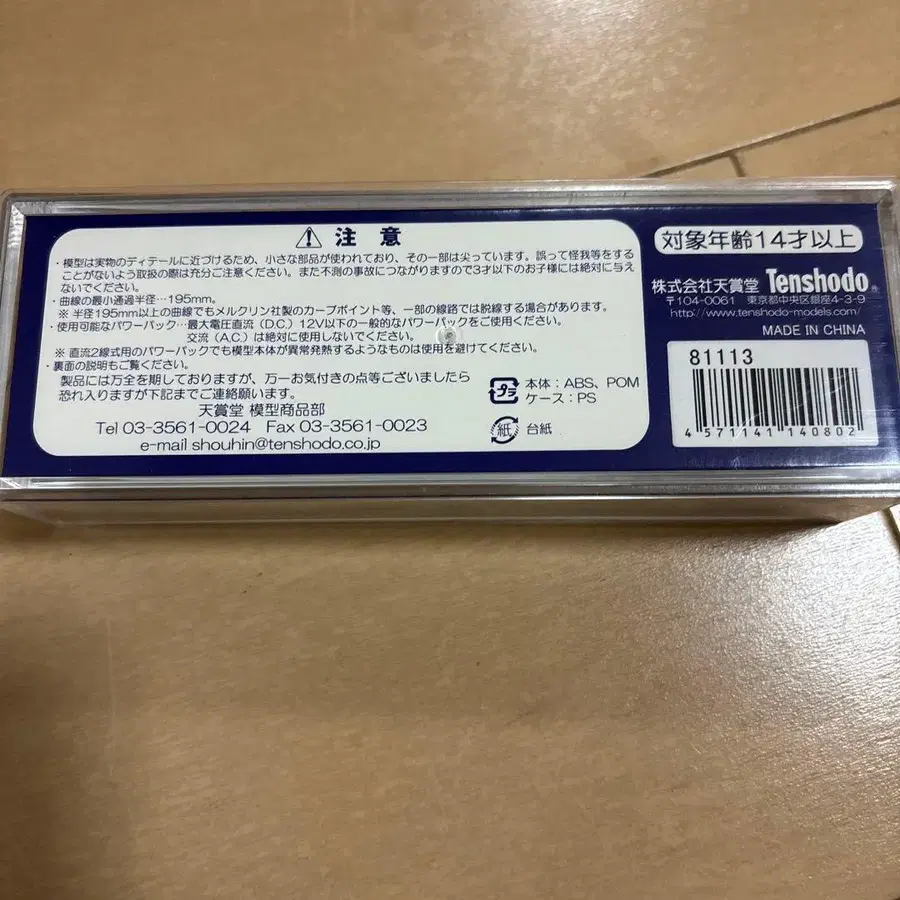 注意
・模型は実物のディテールに近づけるため、小さな部品が使われており、その一部は尖っています。誤って怪我等をする
ことがないよう取扱の際は充分ご注意ください。また不測の事故につながりますので3才以下のお子様には絶対に与え
ないでください。
・曲線の最小通過半径…195mm。
※ 半径195mm以上の曲線でもメルクリン社製のカーブポイント等、一部の線路では脱線する場合があります。
・使用可能なパワーパック…最大電圧直流(D.C.)12V以下の一般的なパワーパックをご使用ください。
交流(A.C.)は絶対に使用しないでください。
※ 直流2線式用のパワーパックでも模型本体が異常発熱するようなものは使用を避けてください。
・裏面の説明もご覧ください。
製品には万全を期しておりますが、万一お気付きの点等ございましたら
恐れ入りますが下記までご連絡願います。
天賞堂 模型商品部
Tel 03-3561-0024 Fax 03-3561-0023
e-mail shouhin@tenshodo.co.jp
プラ
本体：ABS、POM
ケース：PS
紙
台紙
対象年齢14才以上
株式会社天賞堂 Tenshodo®
〒104-0061 東京都中央区銀座4-3-9
http://www.tenshodo-models.com/
MADE IN CHINA
81113
4 571141 140802